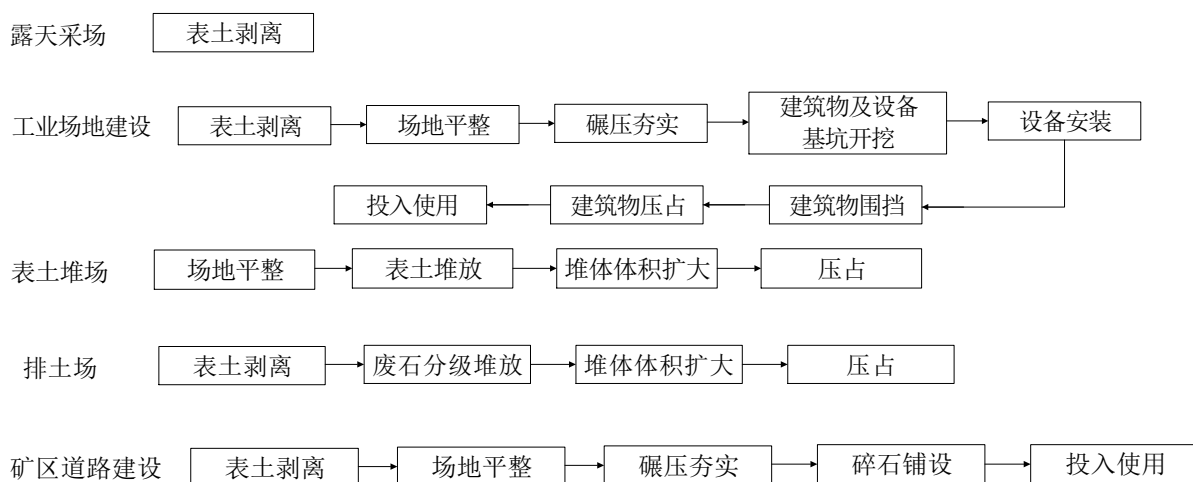 露天采场 表土剥离
工业场地建设 表土剥离 场地平整 碾压夯实 建筑物及设备 设备安装
基坑开挖
投入使用 建筑物压占 建筑物围挡
表土堆场 场地平整 表土堆放 堆体体积扩大 压占
排土场 表土剥离 废石分级堆放 堆体体积扩大 压占
矿区道路建设 表土剥离 场地平整 碾压夯实 碎石铺设 投入使用